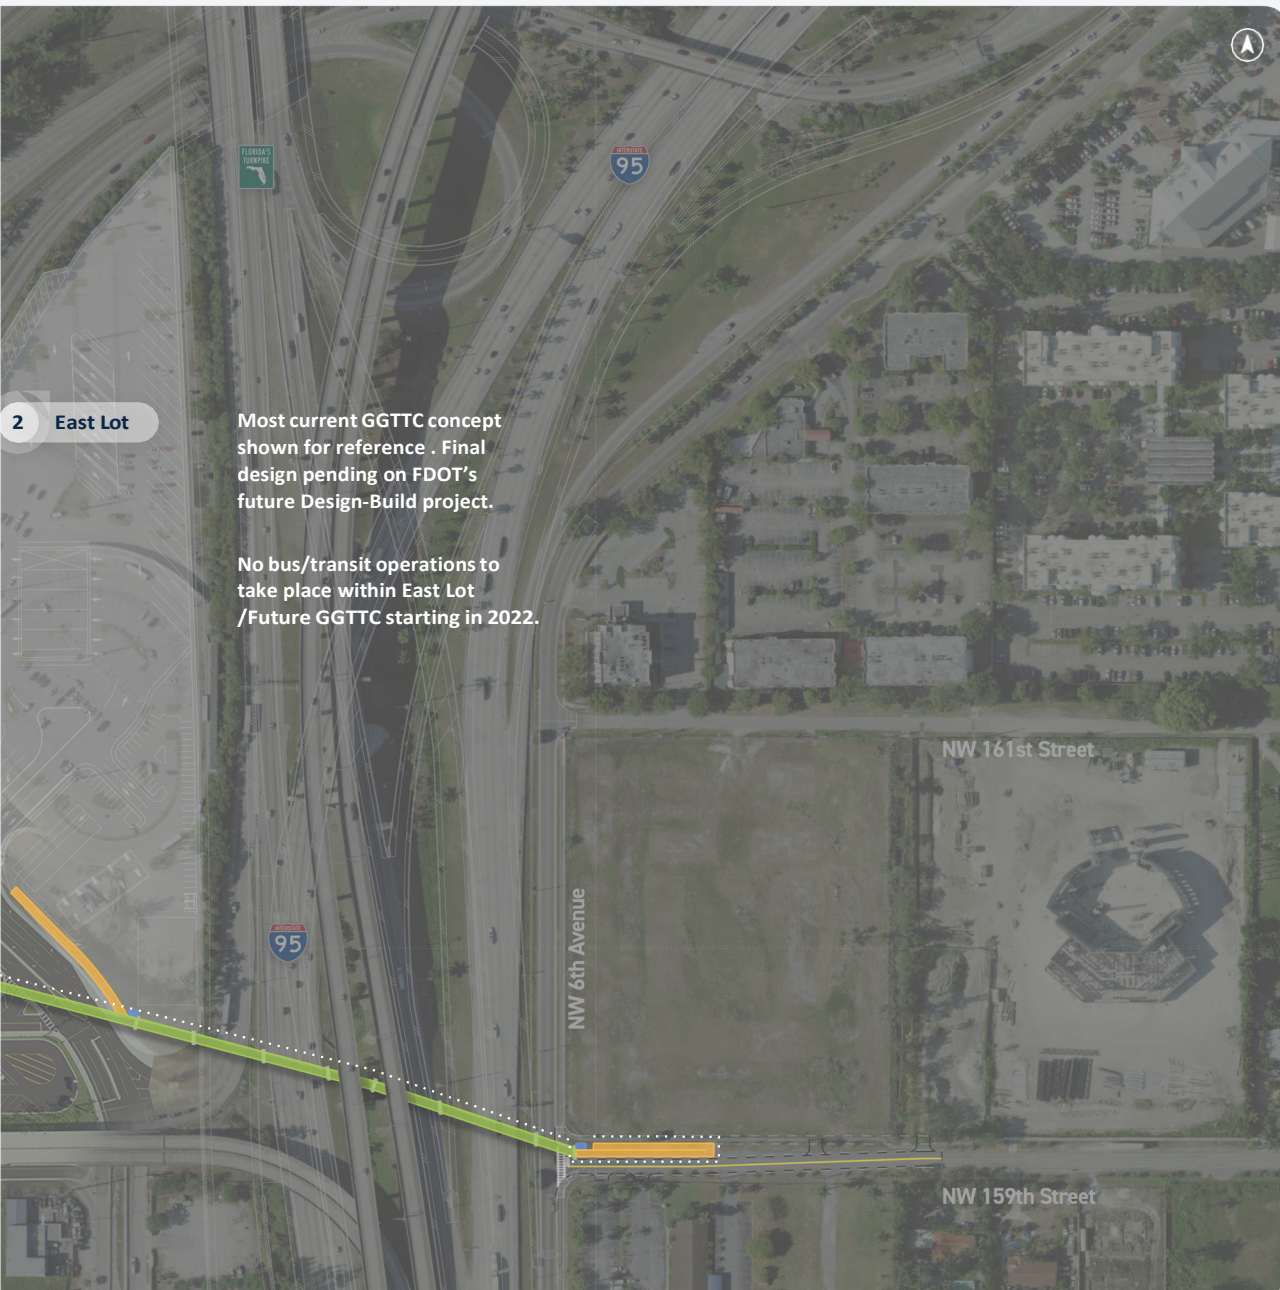 FLORIDA'S
TURNPIKE
INTERSTATE
95
2 East Lot
Most current GGTTC concept
shown for reference . Final
design pending on FDOT's
future Design-Build project.
No bus/transit operations to
take place within East Lot
/Future GGTTC starting in 2022.
NW 161st Street
NW 6th Avenue
INTERSTATE
95
NW 159th Street